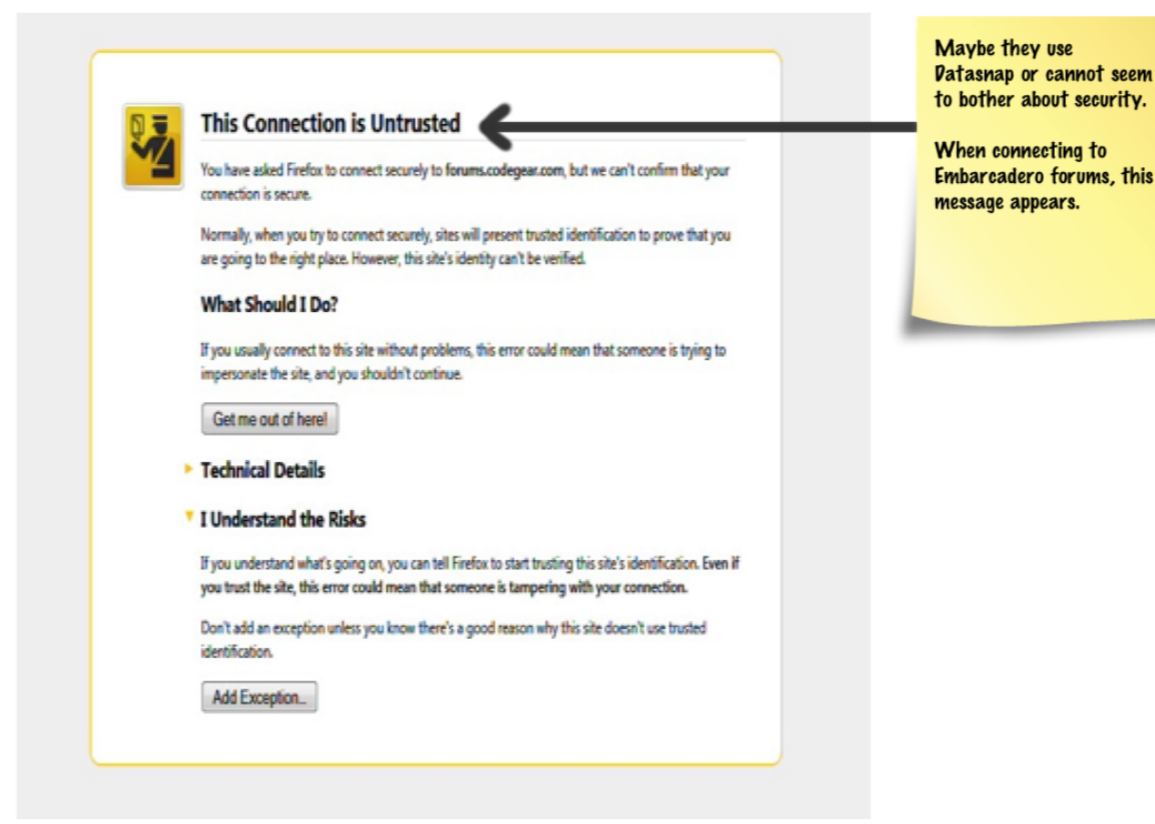 This Connection is Untrusted
You have asked Firefox to connect securely to forums.codegear.com, but we can't confirm that your
connection is secure.
Normally, when you try to connect securely, sites will present trusted identification to prove that you
are going to the right place. However, this site's identity can't be verified.
What Should I Do?
If you usually connect to this site without problems, this error could mean that someone is trying to
impersonate the site, and you shouldn't continue.
Get me out of here!
Technical Details
I Understand the Risks
If you understand what's going on, you can tell Firefox to start trusting this site's identification. Even if
you trust the site, this error could mean that someone is tampering with your connection.
Don't add an exception unless you know there's a good reason why this site doesn't use trusted
identification.
Add Exception...
Maybe they use
Datasnap or cannot seem
to bother about security.
When connecting to
Embarcadero forums, this
message appears.